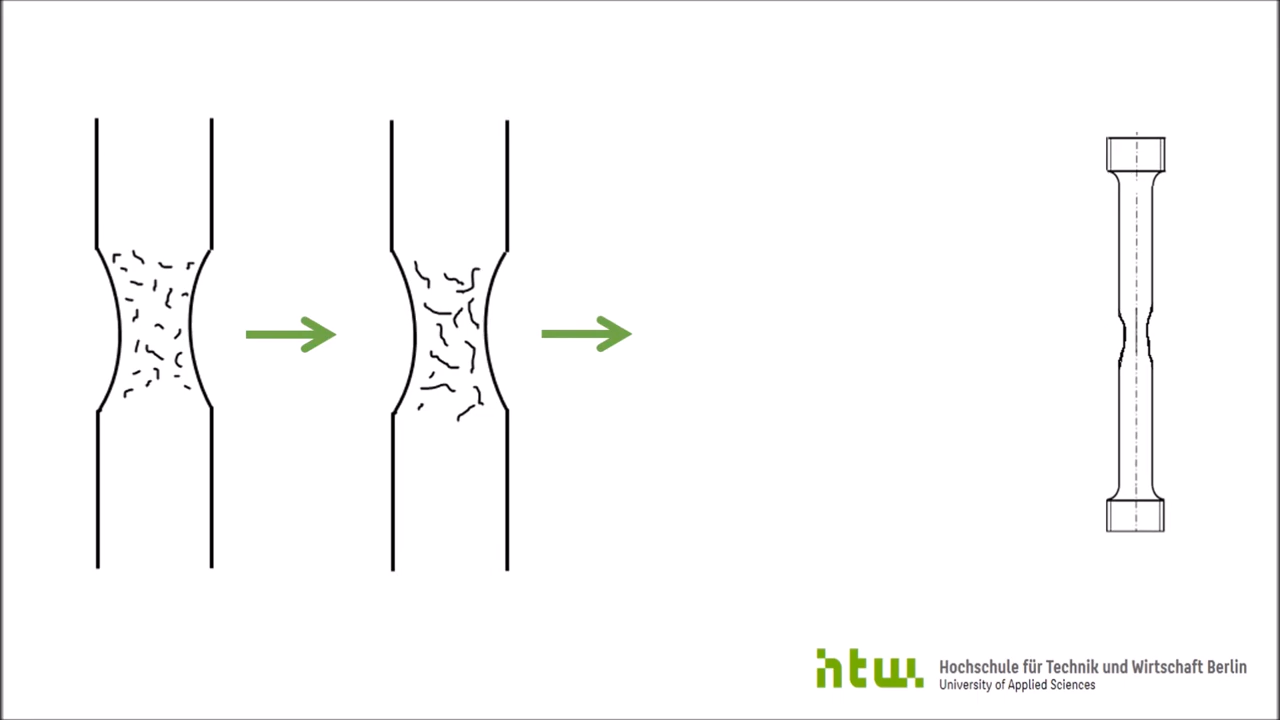 htw.
Hochschule für Technik und Wirtschaft Berlin
University of Applied Sciences